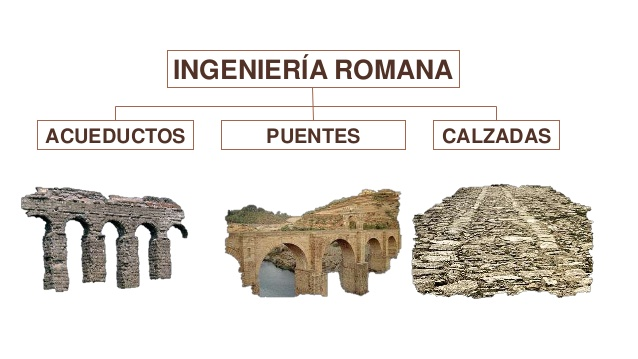 INGENIERÍA ROMANA
ACUEDUCTOS
PUENTES
CALZADAS